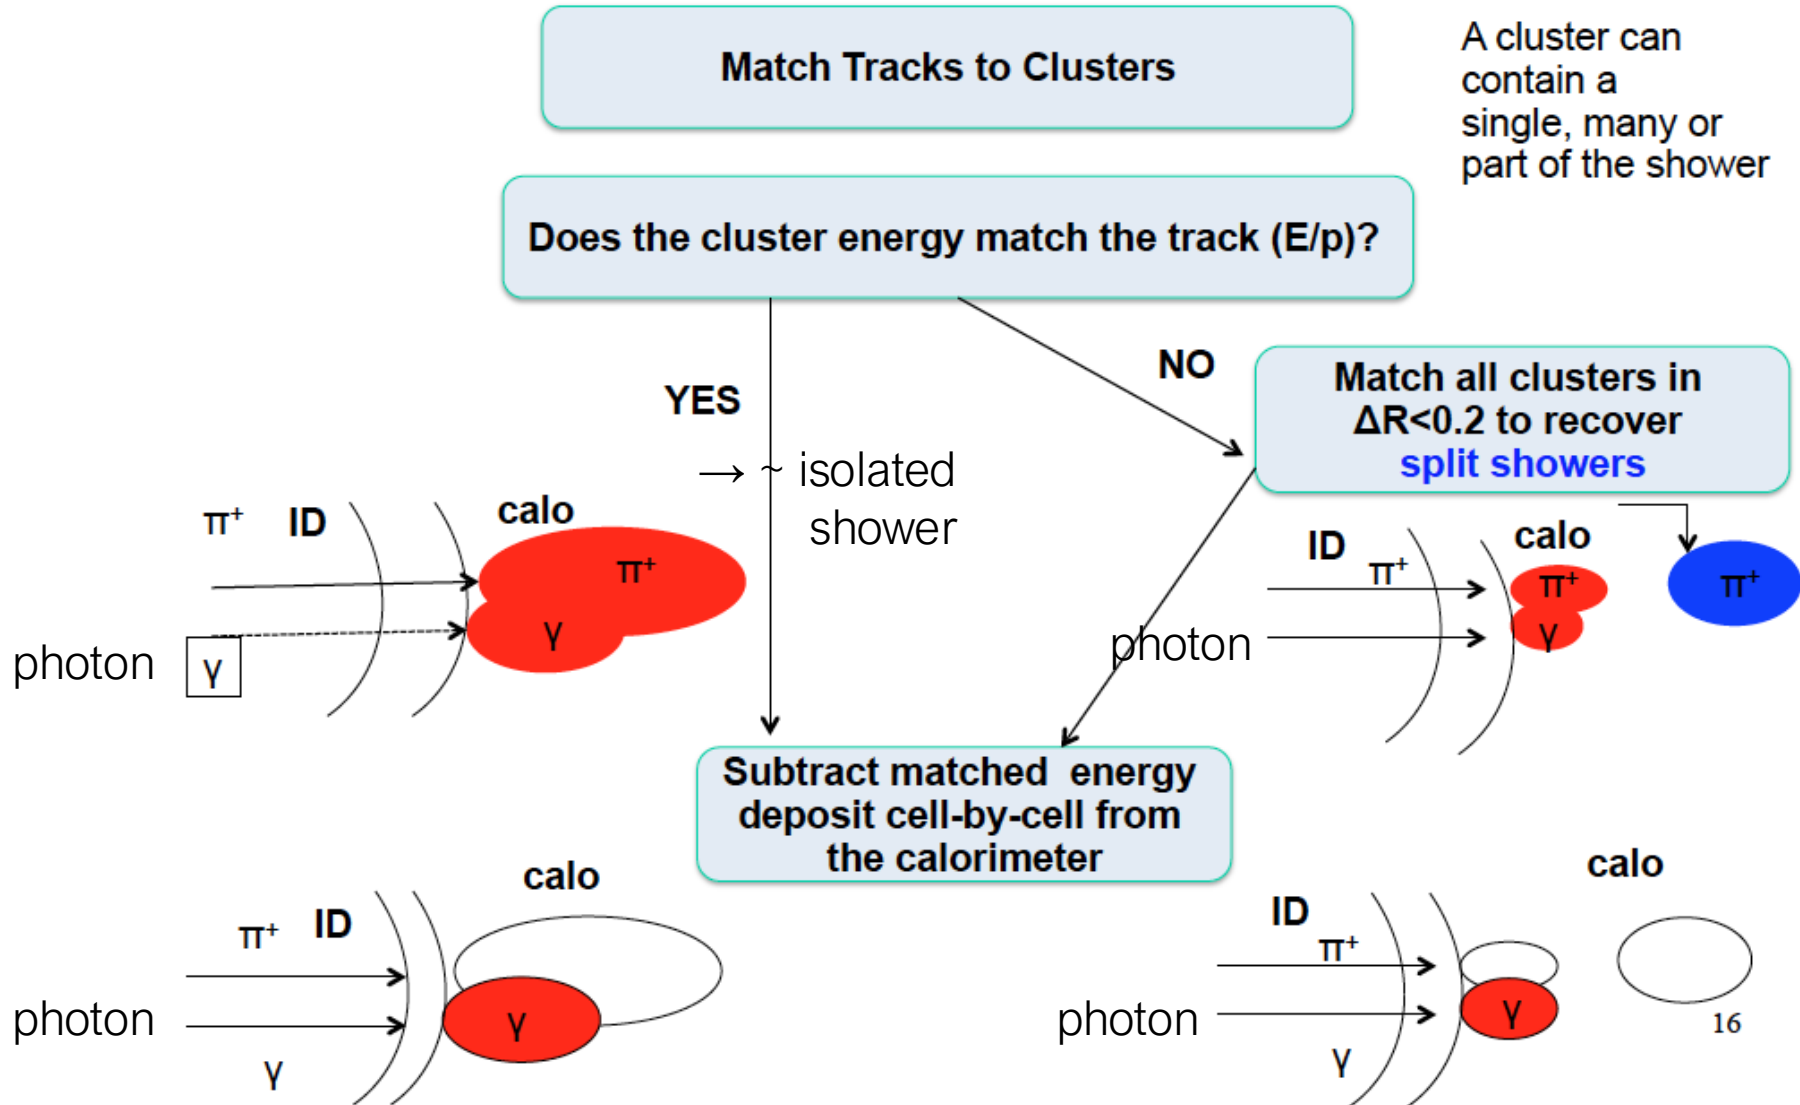 Match Tracks to Clusters
A cluster can
contain a
single, many or
part of the shower
Does the cluster energy match the track (E/p)?
YES
NO
Match all clusters in
ΔR<0.2 to recover
split showers
→ ~ isolated
shower
π⁺ ID calo
π⁺
γ
photon γ
ID π⁺ calo
π⁺ π⁺
photon γ
Subtract matched energy
deposit cell-by-cell from
the calorimeter
calo
π⁺ ID
photon γ
γ
calo
ID
π⁺
photon γ 16
γ